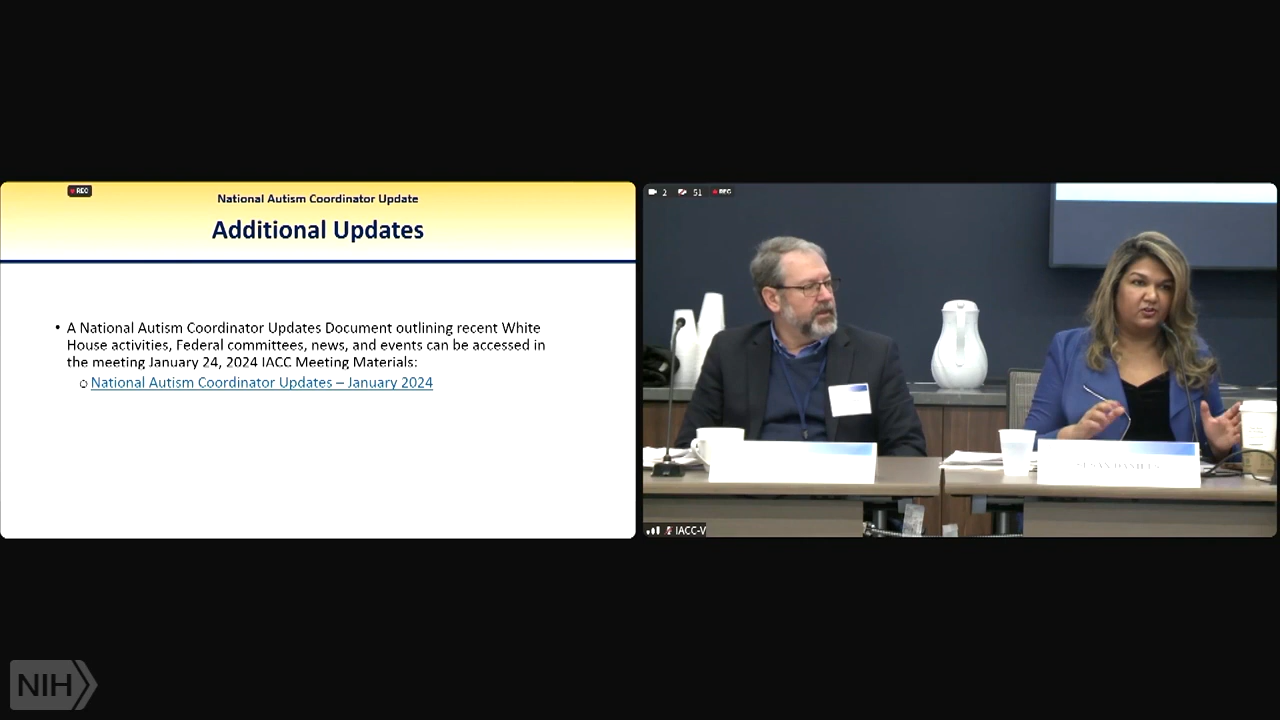 REC
National Autism Coordinator Update
Additional Updates
• A National Autism Coordinator Updates Document outlining recent White
House activities, Federal committees, news, and events can be accessed in
the meeting January 24, 2024 IACC Meeting Materials:
National Autism Coordinator Updates – January 2024
2 51 REC
SUSAN DANIELS
IACC-V
NIH